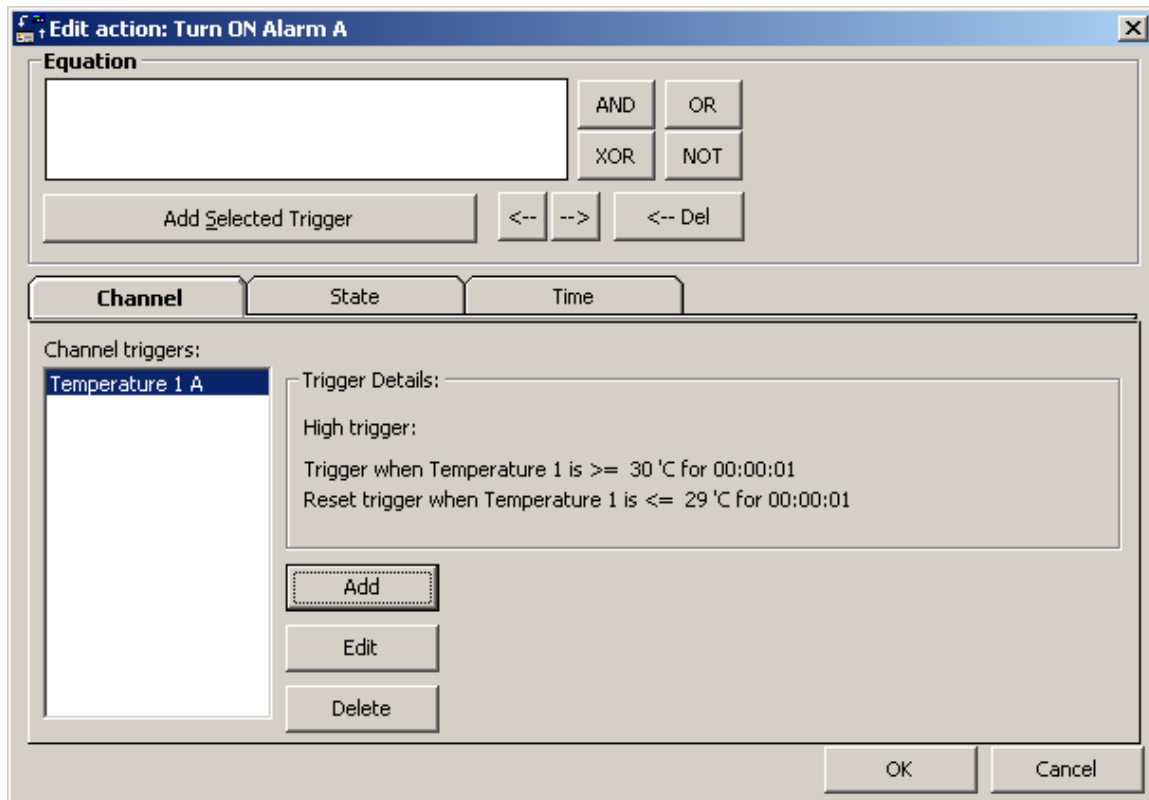 Edit action: Turn ON Alarm A
Equation
AND OR
XOR NOT
Add Selected Trigger <-- --> <-- Del
Channel State Time
Channel triggers:
Temperature 1 A
Trigger Details:
High trigger:
Trigger when Temperature 1 is >= 30 'C for 00:00:01
Reset trigger when Temperature 1 is <= 29 'C for 00:00:01
Add
Edit
Delete
OK Cancel